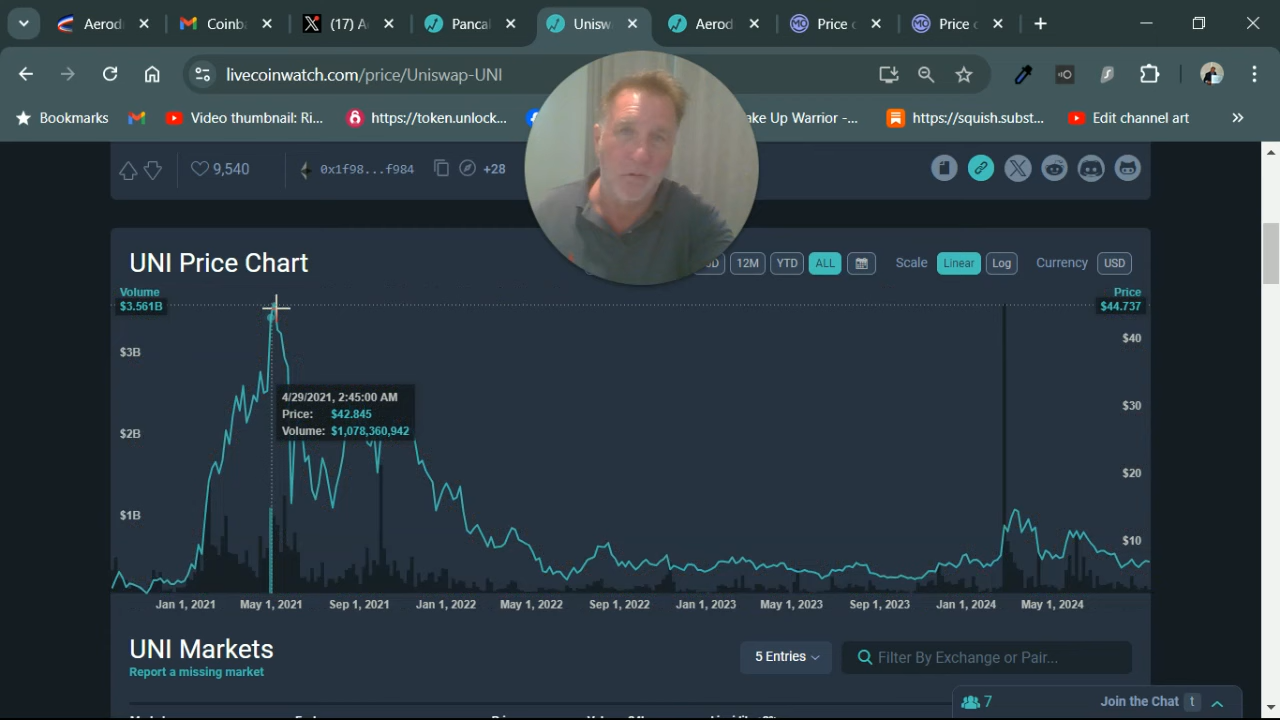 Aerod
Coinb
(17) A
Pancal
Unisw
Aerod
Price
Price
livecoinwatch.com/price/Uniswap-UNI
Bookmarks
Video thumbnail: Ri...
https://token.unlock...
ake Up Warrior -...
https://squish.subst...
Edit channel art
9,540
0x1f98...f984
+28
UNI Price Chart
12M
YTD
ALL
Scale
Linear
Log
Currency
USD
Volume
$3.561B
Price
$44.737
$3B
$2B
$1B
$40
$30
$20
$10
4/29/2021, 2:45:00 AM
Price: $42.845
Volume: $1,078,360,942
Jan 1, 2021
May 1, 2021
Sep 1, 2021
Jan 1, 2022
May 1, 2022
Sep 1, 2022
Jan 1, 2023
May 1, 2023
Sep 1, 2023
Jan 1, 2024
May 1, 2024
UNI Markets
Report a missing market
5 Entries
Filter By Exchange or Pair...
7
Join the Chat
t